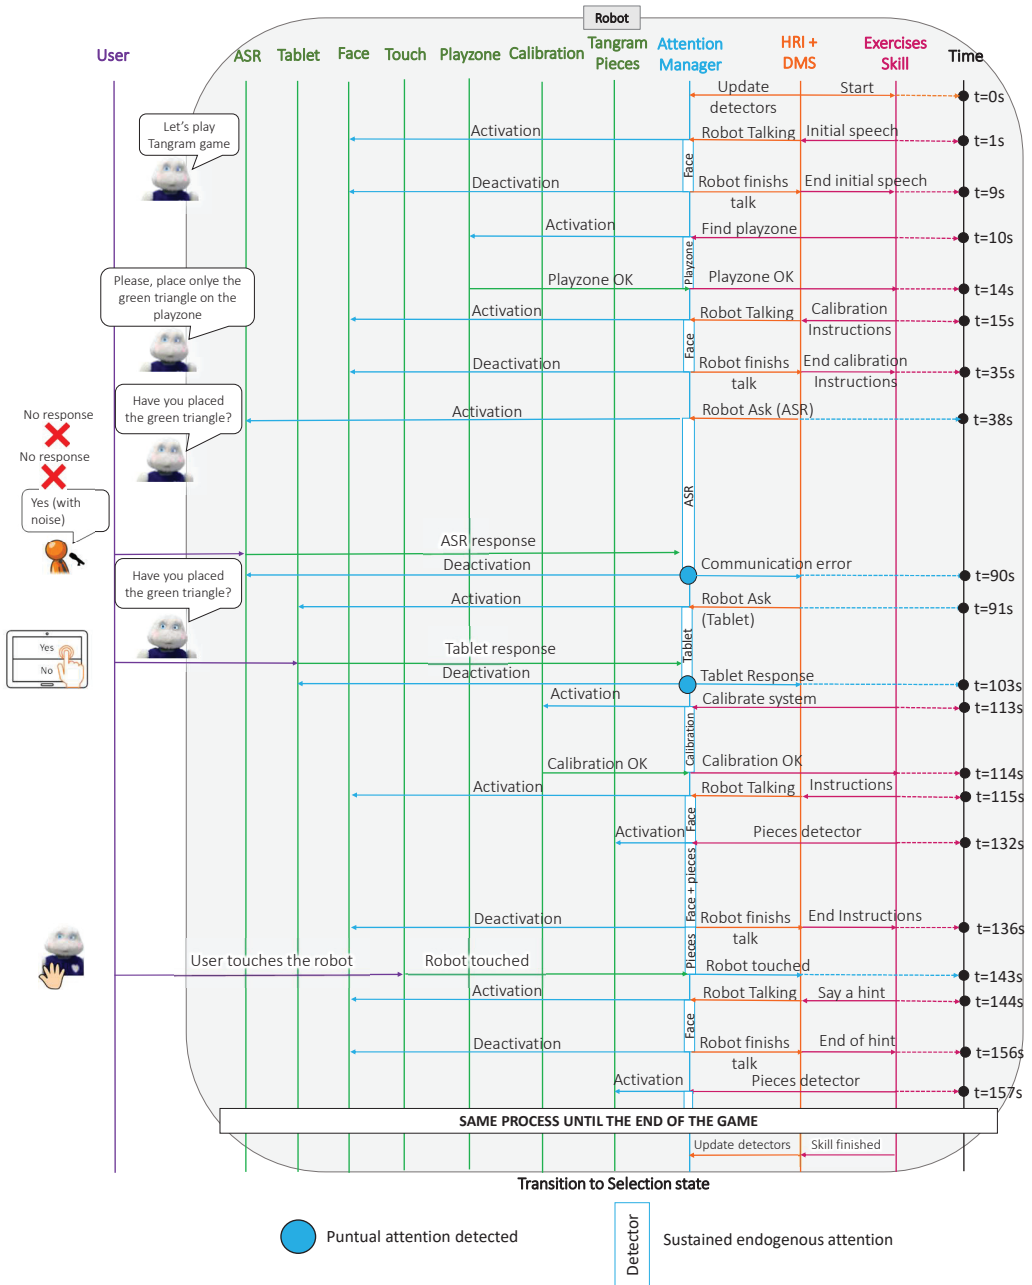 Robot
User
ASR
Tablet
Face
Touch
Playzone
Calibration
Tangram
Pieces
Attention
Manager
HRI +
DMS
Exercises
Skill
Time
Update
detectors
Start
t=0s
Let's play
Tangram game
Activation
Robot Talking
Initial speech
t=1s
Face
Deactivation
Robot finishs
talk
End initial speech
t=9s
Activation
Find playzone
t=10s
Playzone
Please, place onlye the
green triangle on the
playzone
Playzone OK
Playzone OK
t=14s
Activation
Robot Talking
Calibration
Instructions
t=15s
Face
Deactivation
Robot finishs
talk
End calibration
Instructions
t=35s
Have you placed
the green triangle?
Activation
Robot Ask (ASR)
t=38s
No response
No response
ASR
Yes (with
noise)
ASR response
Deactivation
Communication error
t=90s
Have you placed
the green triangle?
Activation
Robot Ask
(Tablet)
t=91s
Tablet
Yes
No
Tablet response
Deactivation
Tablet Response
t=103s
Activation
Calibrate system
t=113s
Calibration
Calibration OK
Calibration OK
t=114s
Activation
Robot Talking
Instructions
t=115s
Face
Activation
Pieces detector
t=132s
Face + pieces
Deactivation
Robot finishs
talk
End Instructions
t=136s
Pieces
User touches the robot
Robot touched
Robot touched
t=143s
Activation
Robot Talking
Say a hint
t=144s
Face
Deactivation
Robot finishs
talk
End of hint
t=156s
Activation
Pieces detector
t=157s
SAME PROCESS UNTIL THE END OF THE GAME
Update detectors
Skill finished
Transition to Selection state
Puntual attention detected
Detector
Sustained endogenous attention